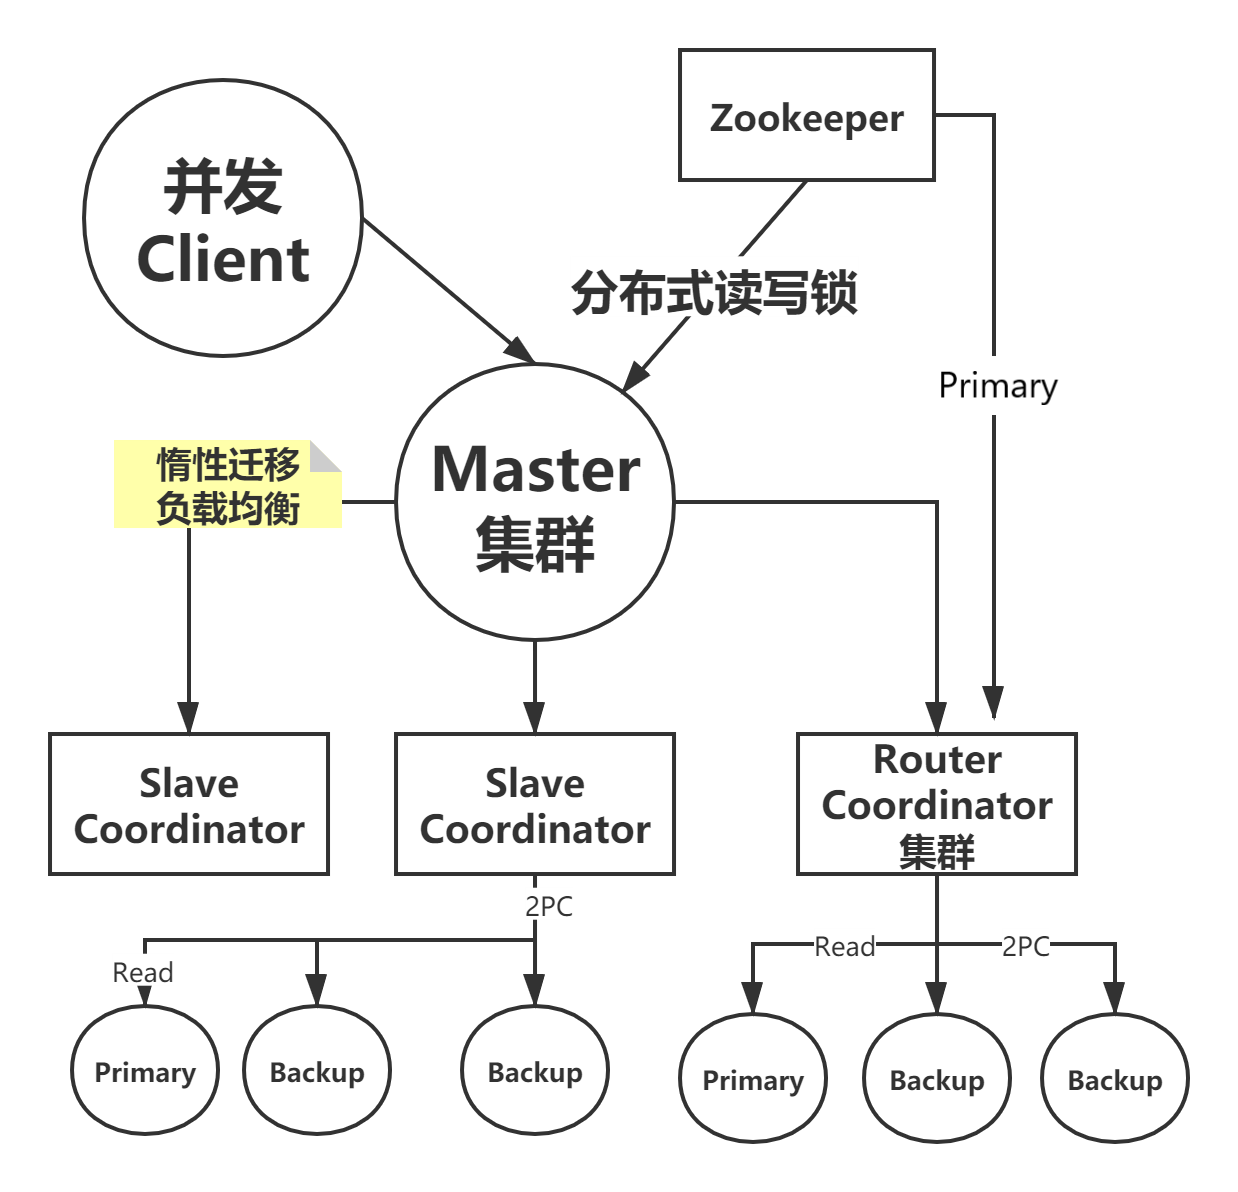 Zookeeper
并发
Client
分布式读写锁
Primary
惰性迁移
负载均衡
Master
集群
Slave
Coordinator
Slave
Coordinator
Router
Coordinator
集群
2PC
Read
Read
2PC
Primary
Backup
Backup
Primary
Backup
Backup